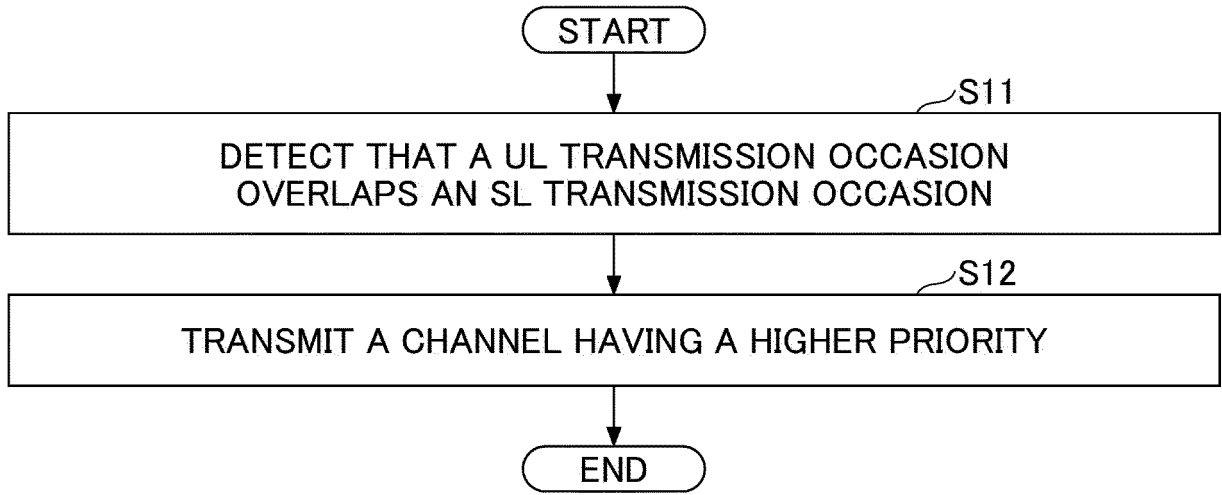 START
S11
DETECT THAT A UL TRANSMISSION OCCASION
OVERLAPS AN SL TRANSMISSION OCCASION
S12
TRANSMIT A CHANNEL HAVING A HIGHER PRIORITY
END